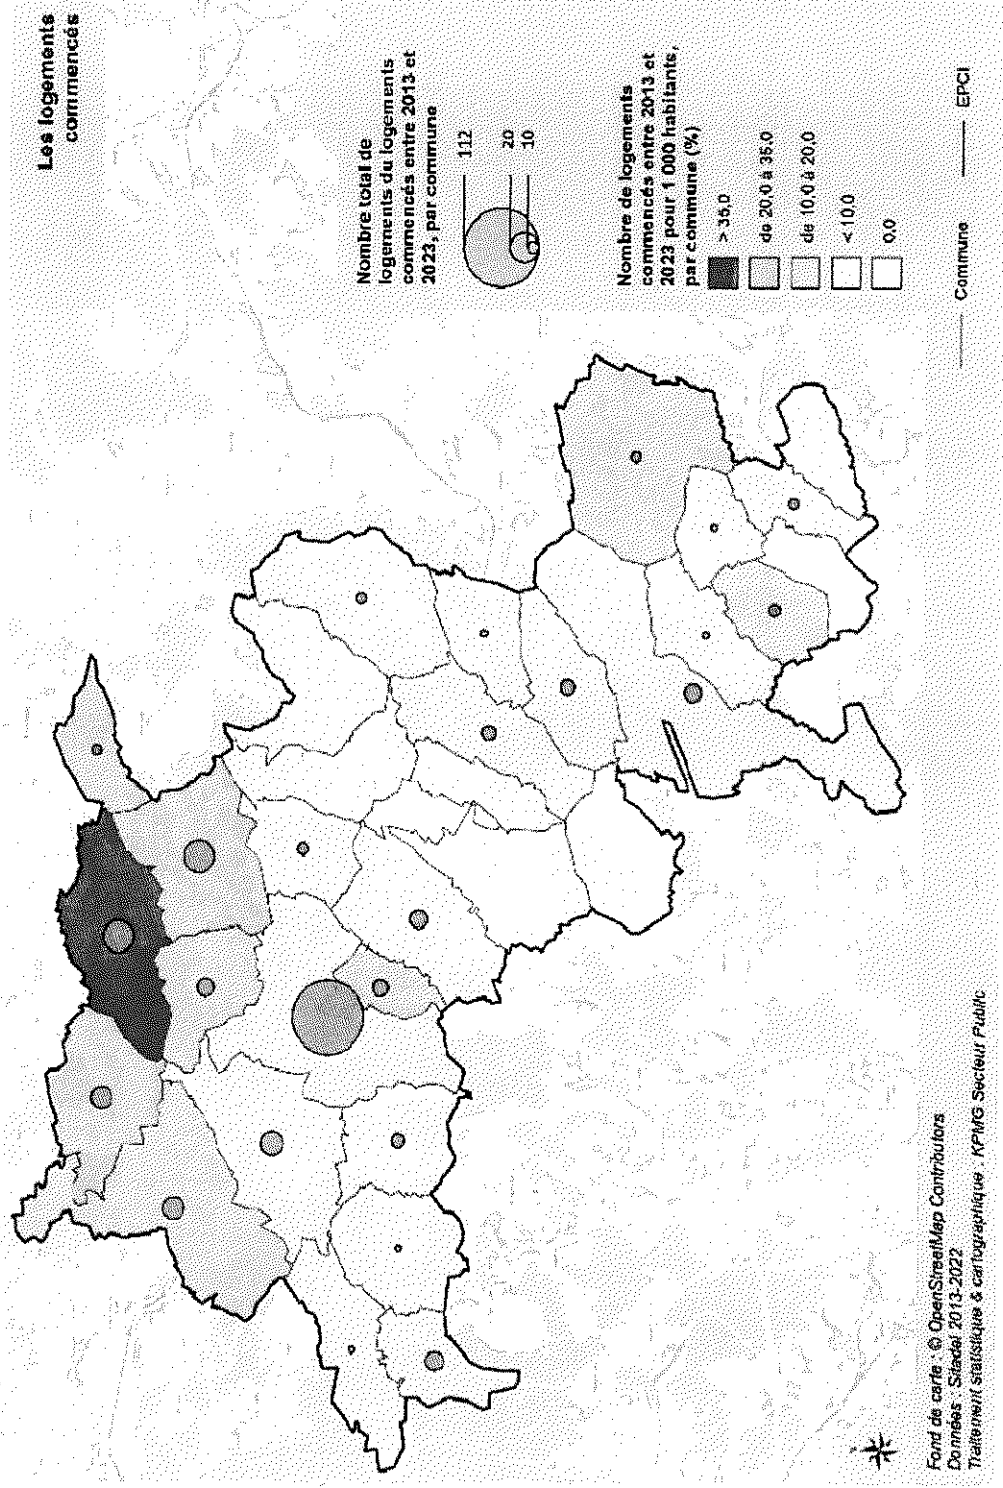 Les logements
commencés
Nombre total de
logements du logements
commencés entre 2013 et
2023, par commune
112
20
10
Nombre de logements
commencés entre 2013 et
2023 pour 1 000 habitants,
par commune (%)
> 35,0
de 20,0 à 35,0
de 10,0 à 20,0
< 10,0
0,0
Commune
EPCI
Fond de carte : © OpenStreetMap Contributors
Données : Sitadel 2013-2022
Traitement statistique & cartographique : KPMG Secteur Public